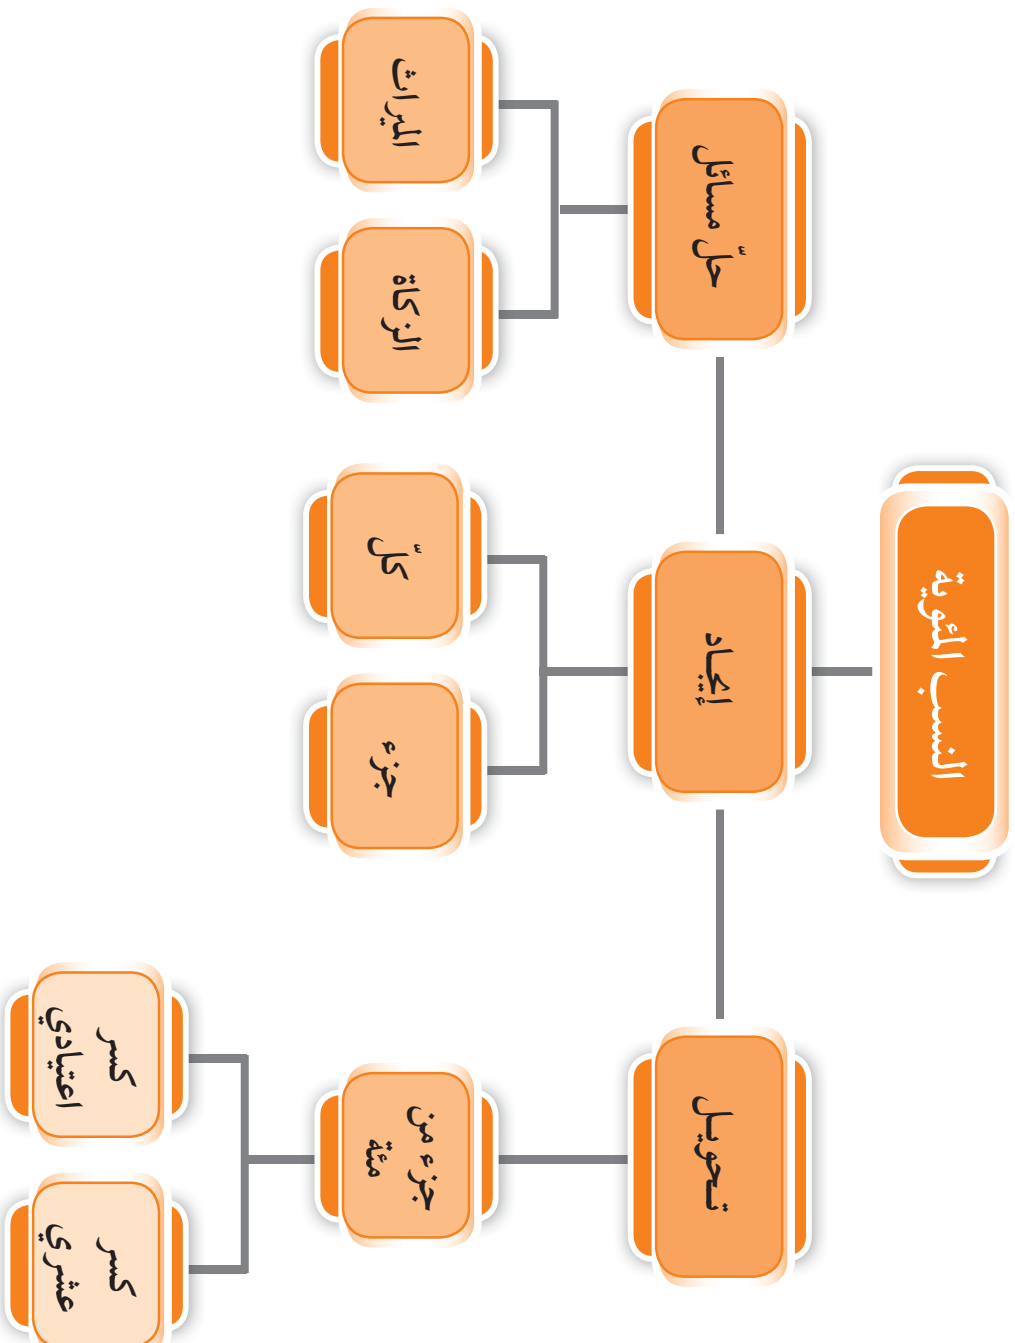 النسب المئوية
تحويل
إيجاد
حلّ مسائل
جزء من
مئة
جزء
كلّ
الزكاة
الميراث
كسر
عشري
كسر
اعتيادي